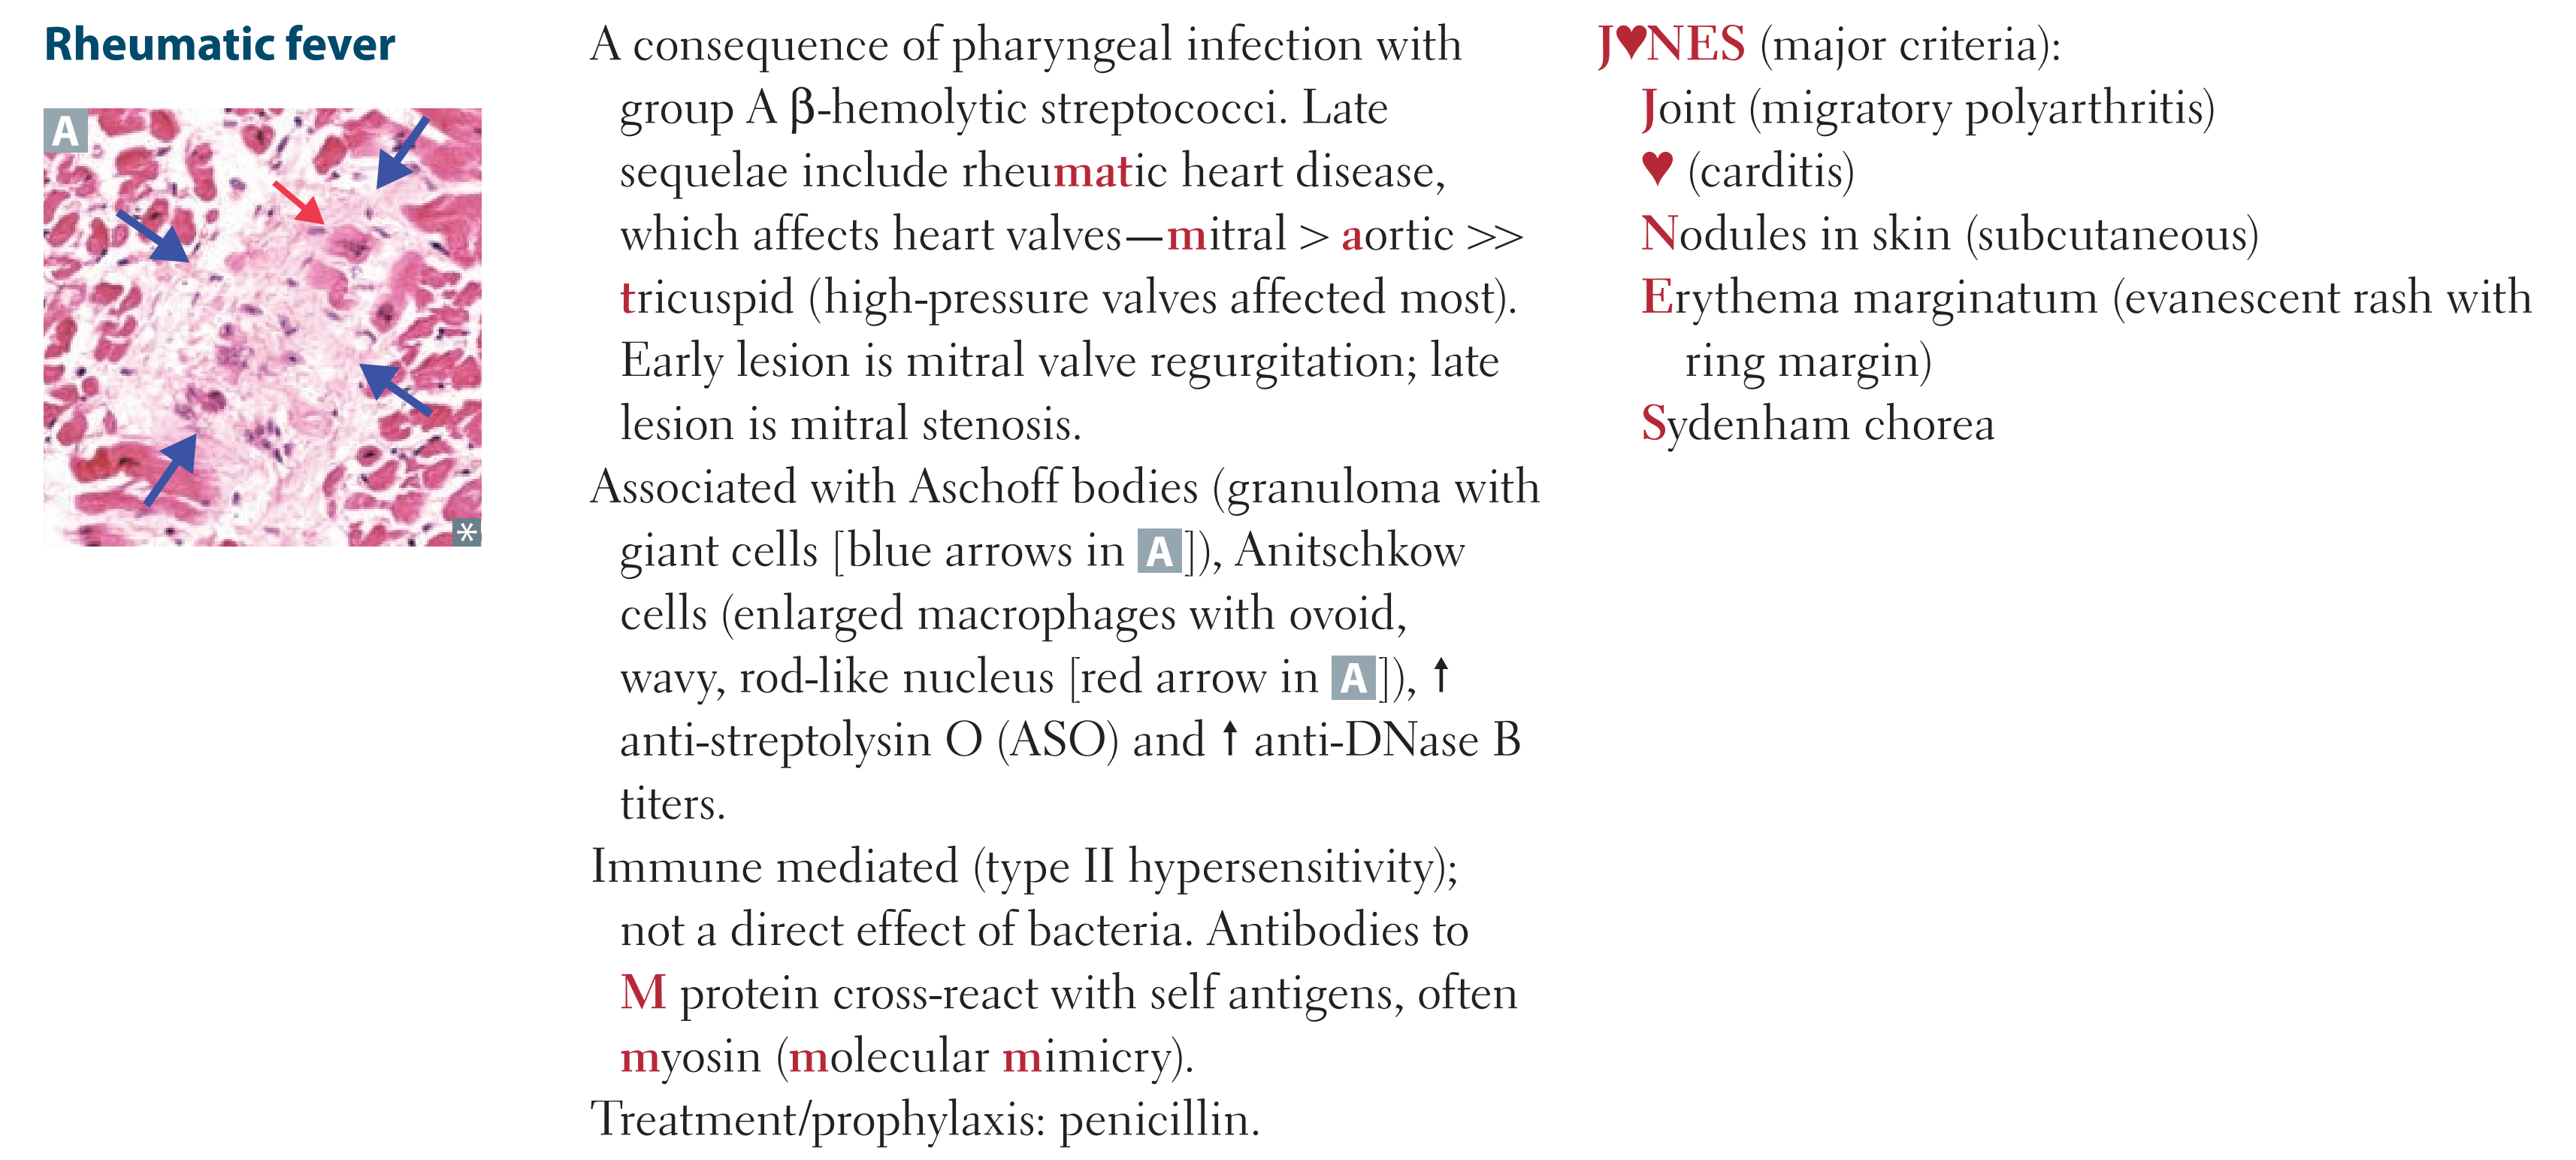 Rheumatic fever
A
*
A consequence of pharyngeal infection with
group A β-hemolytic streptococci. Late
sequelae include rheumatic heart disease,
which affects heart valves—mitral > aortic >>
tricuspid (high-pressure valves affected most).
Early lesion is mitral valve regurgitation; late
lesion is mitral stenosis.
Associated with Aschoff bodies (granuloma with
giant cells [blue arrows in A]), Anitschkow
cells (enlarged macrophages with ovoid,
wavy, rod-like nucleus [red arrow in A]), ↑
anti-streptolysin O (ASO) and ↑ anti-DNase B
titers.
Immune mediated (type II hypersensitivity);
not a direct effect of bacteria. Antibodies to
M protein cross-react with self antigens, often
myosin (molecular mimicry).
Treatment/prophylaxis: penicillin.
J♥NES (major criteria):
Joint (migratory polyarthritis)
♥ (carditis)
Nodules in skin (subcutaneous)
Erythema marginatum (evanescent rash with
ring margin)
Sydenham chorea